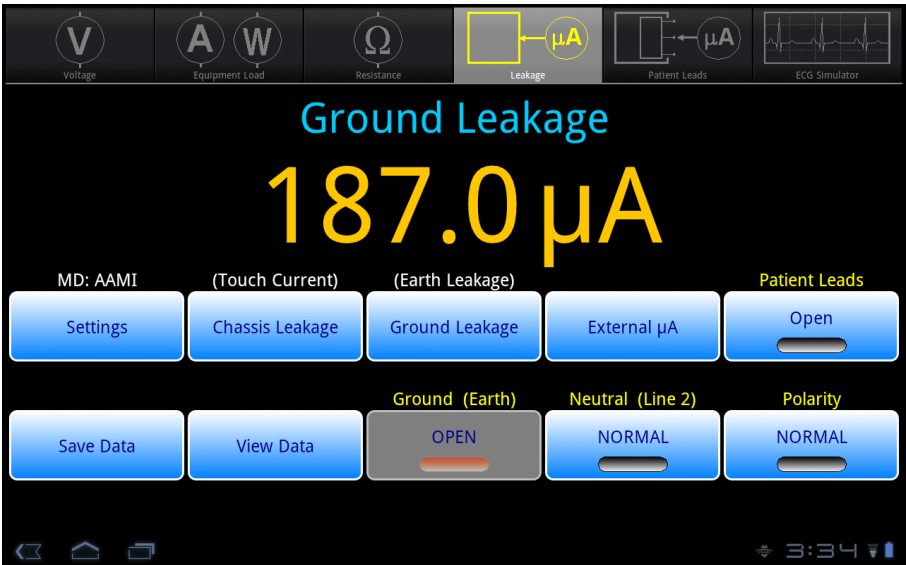 V A W Ω µA µA
Voltage Equipment Load Resistance Leakage Patient Leads ECG Simulator
Ground Leakage
187.0 µA
MD: AAMI (Touch Current) (Earth Leakage) Patient Leads
Settings Chassis Leakage Ground Leakage External µA Open
Ground (Earth) Neutral (Line 2) Polarity
Save Data View Data OPEN NORMAL NORMAL
3:34